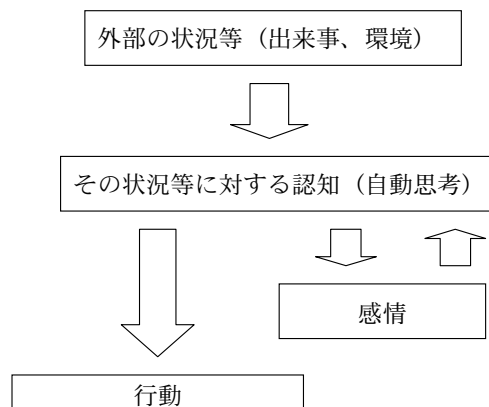 外部の状況等（出来事、環境）
その状況等に対する認知（自動思考）
感情
行動